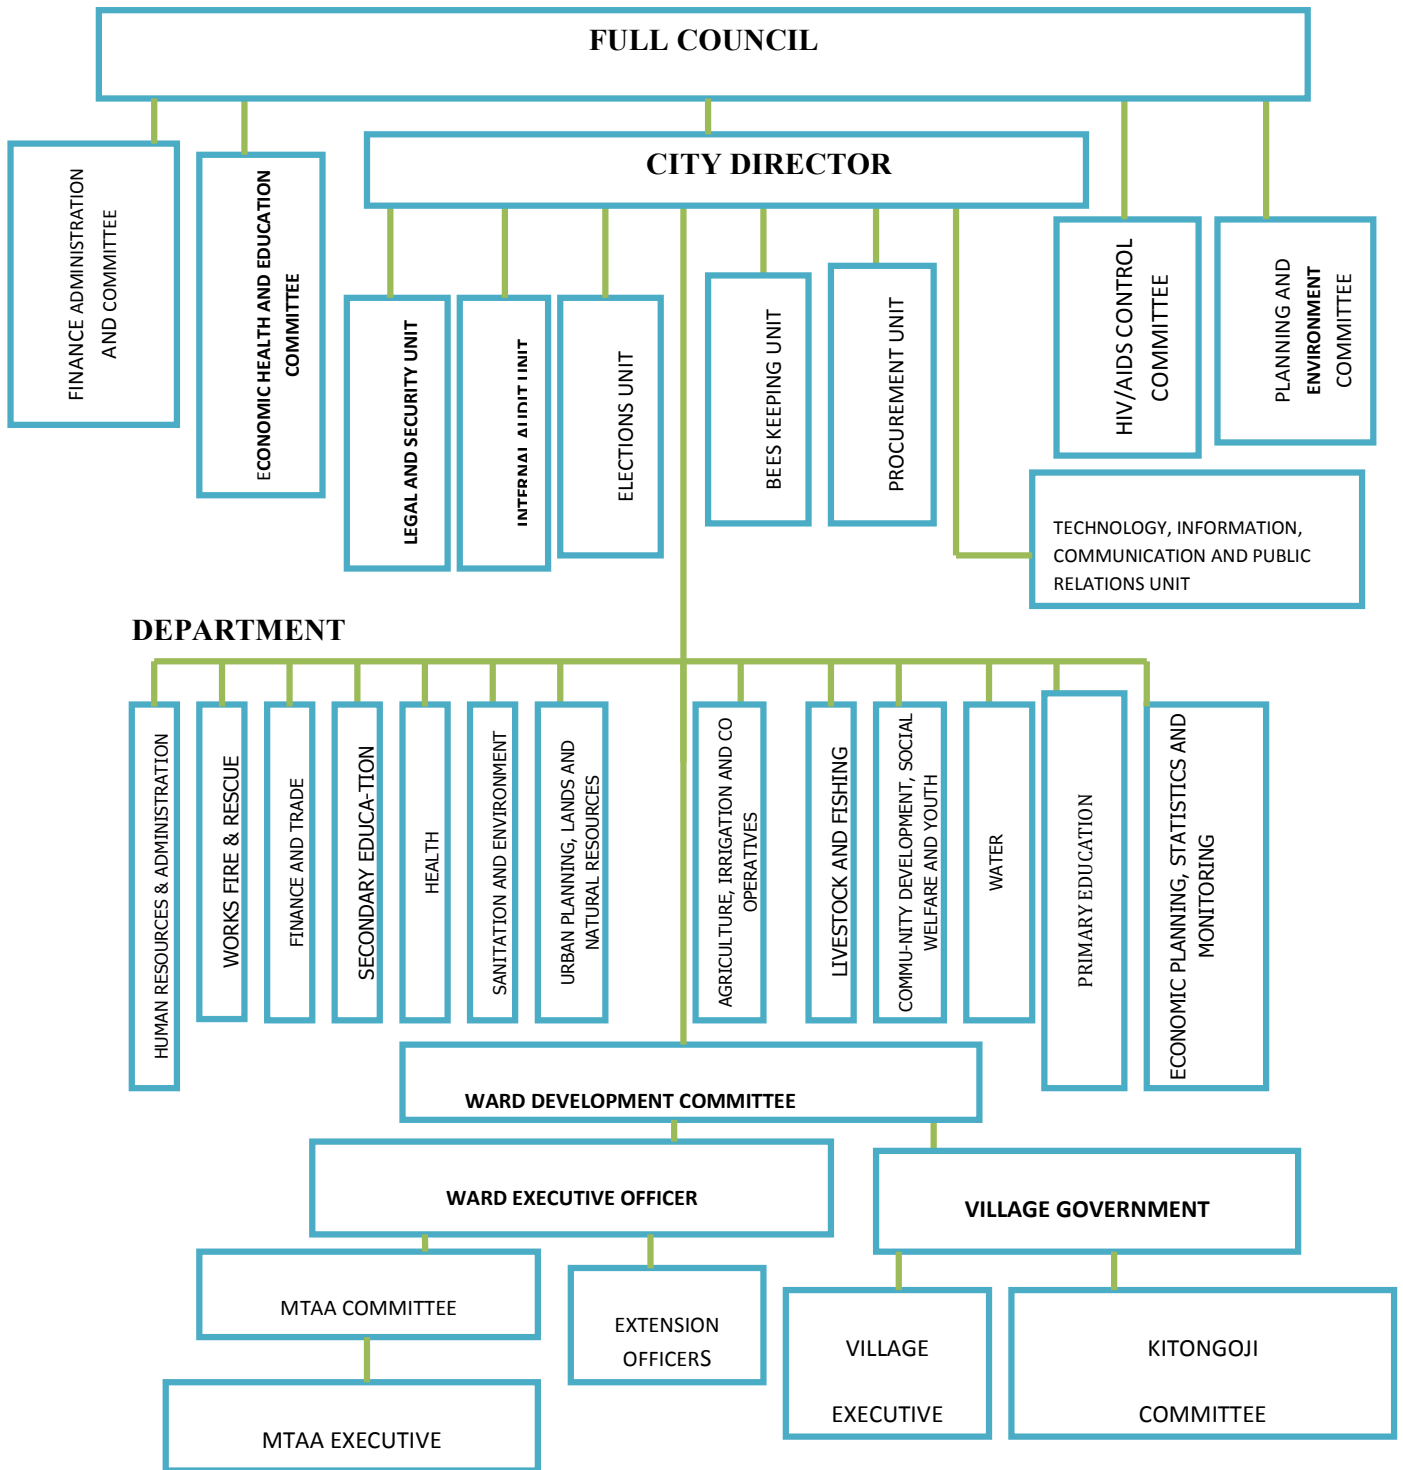 FULL COUNCIL
CITY DIRECTOR
FINANCE ADMINISTRATION
AND COMMITTEE
ECONOMIC HEALTH AND EDUCATION
COMMITTEE
LEGAL AND SECURITY UNIT
INTERNAL AUDIT UNIT
ELECTIONS UNIT
BEES KEEPING UNIT
PROCUREMENT UNIT
HIV/AIDS CONTROL
COMMITTEE
PLANNING AND
ENVIRONMENT
COMMITTEE
TECHNOLOGY, INFORMATION,
COMMUNICATION AND PUBLIC
RELATIONS UNIT
DEPARTMENT
HUMAN RESOURCES & ADMINISTRATION
WORKS FIRE & RESCUE
FINANCE AND TRADE
SECONDARY EDUCA-TION
HEALTH
SANITATION AND ENVIRONMENT
URBAN PLANNING, LANDS AND
NATURAL RESOURCES
AGRICULTURE, IRRIGATION AND CO
OPERATIVES
LIVESTOCK AND FISHING
COMMU-NITY DEVELOPMENT, SOCIAL
WELFARE AND YOUTH
WATER
PRIMARY EDUCATION
ECONOMIC PLANNING, STATISTICS AND
MONITORING
WARD DEVELOPMENT COMMITTEE
WARD EXECUTIVE OFFICER
VILLAGE GOVERNMENT
MTAA COMMITTEE
EXTENSION
OFFICERS
VILLAGE
EXECUTIVE
KITONGOJI
COMMITTEE
MTAA EXECUTIVE